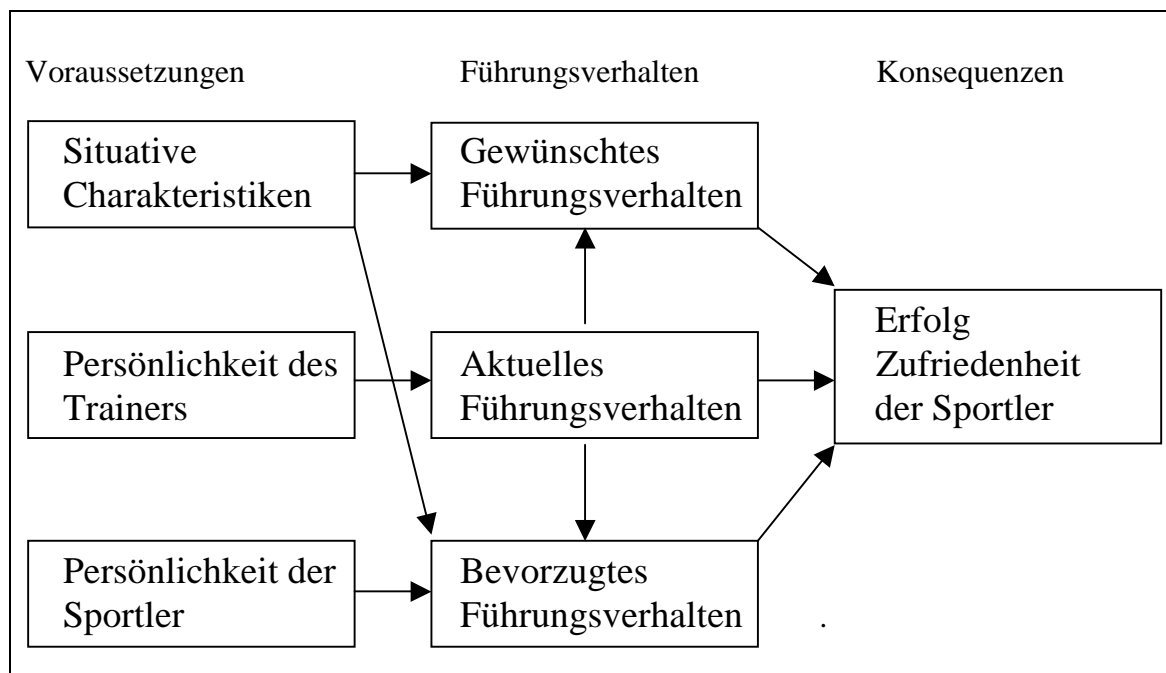 Voraussetzungen
Führungsverhalten
Konsequenzen
Situative
Charakteristiken
Gewünschtes
Führungsverhalten
Persönlichkeit des
Trainers
Aktuelles
Führungsverhalten
Erfolg
Zufriedenheit
der Sportler
Persönlichkeit der
Sportler
Bevorzugtes
Führungsverhalten
.